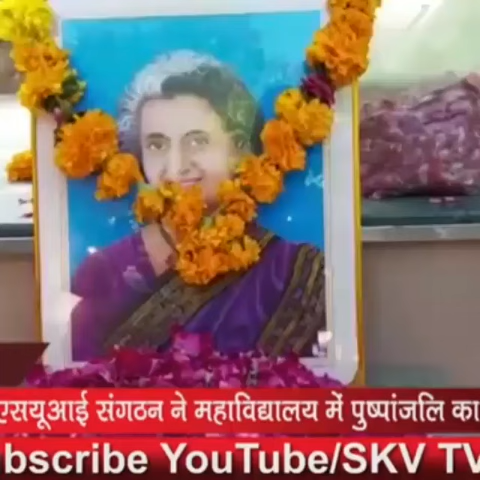 एसयूआई संगठन ने महाविद्यालय में पुष्पांजलि का
bscribe YouTube/SKV TV